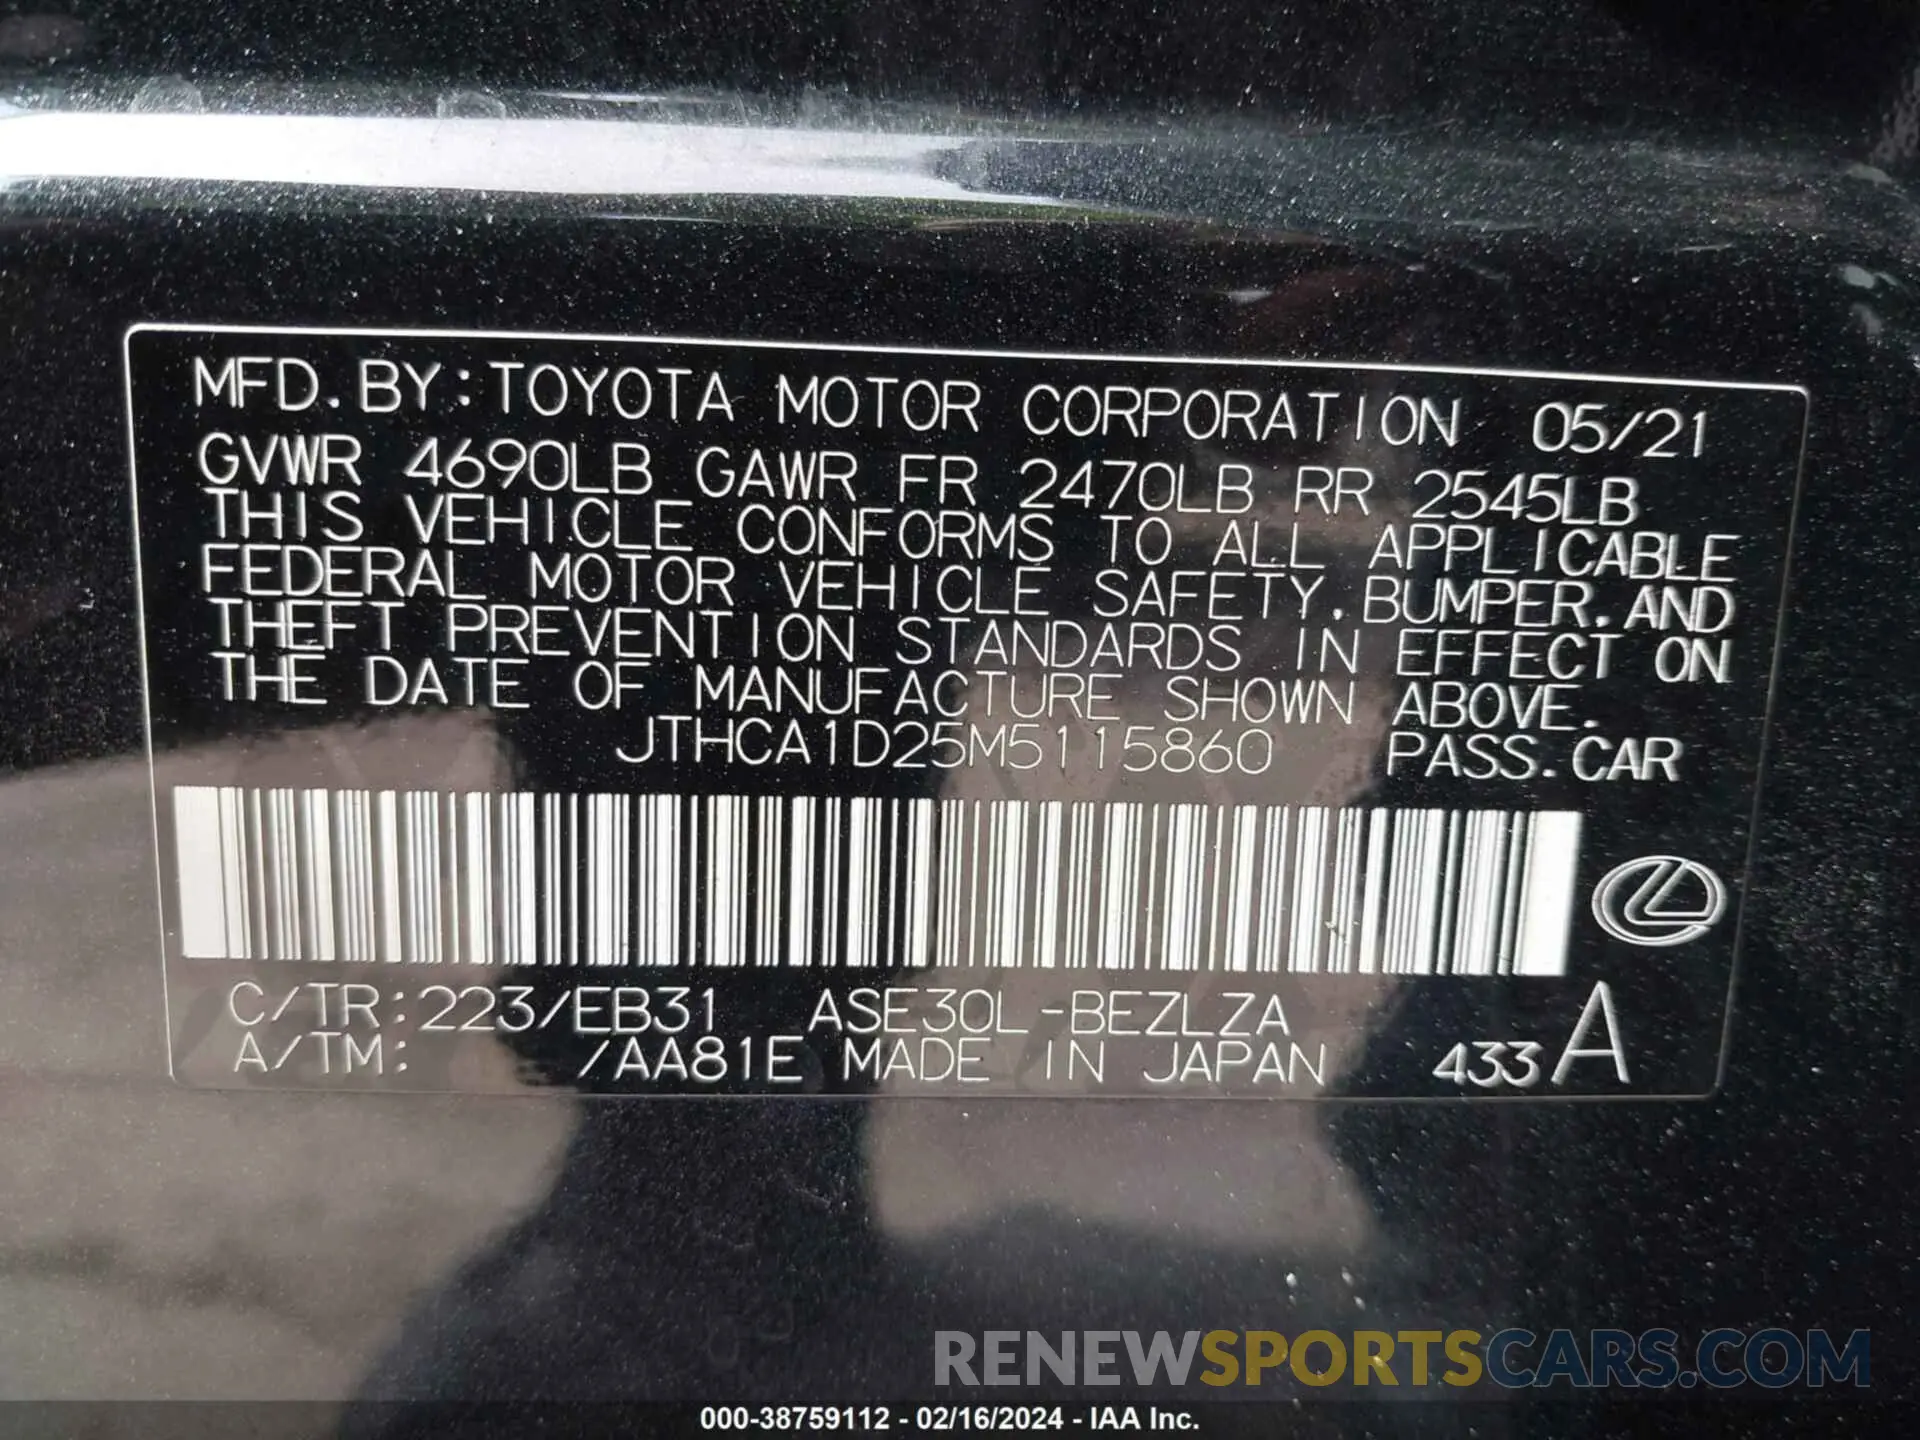 MFD. BY: TOYOTA MOTOR CORPORATION 05/21
GVWR 4690LB GAWR FR 2470LB RR 2545LB
THIS VEHICLE CONFORMS TO ALL APPLICABLE
FEDERAL MOTOR VEHICLE SAFETY, BUMPER, AND
THEFT PREVENTION STANDARDS IN EFFECT ON
THE DATE OF MANUFACTURE SHOWN ABOVE.
JTHCA1D25M5115860 PASS. CAR
C/TR: 223/EB31 ASE30L-BEZLZA
A/TM: /AA81E MADE IN JAPAN 433 A
RENEWSPORTSCARS.COM
000-38759112 - 02/16/2024 - IAA Inc.